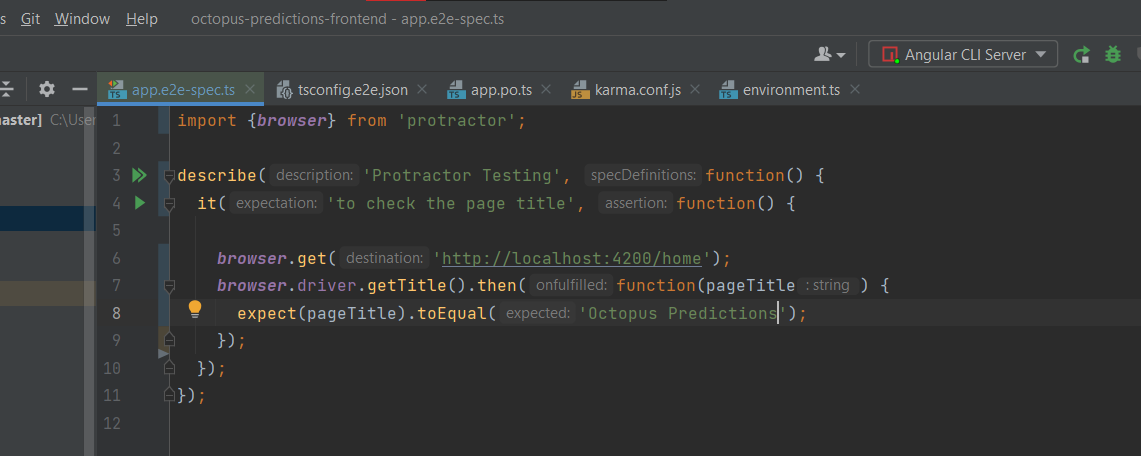 s Git Window Help octopus-predictions-frontend - app.e2e-spec.ts
Angular CLI Server
app.e2e-spec.ts tsconfig.e2e.json app.po.ts karma.conf.js environment.ts
master] C:\User
1 import {browser} from 'protractor';
2
3 describe( description: 'Protractor Testing', specDefinitions: function() {
4 it( expectation: 'to check the page title', assertion: function() {
5
6 browser.get( destination: 'http://localhost:4200/home');
7 browser.driver.getTitle().then( onfulfilled: function(pageTitle : string ) {
8 expect(pageTitle).toEqual( expected: 'Octopus Predictions');
9 });
10 });
11 });
12